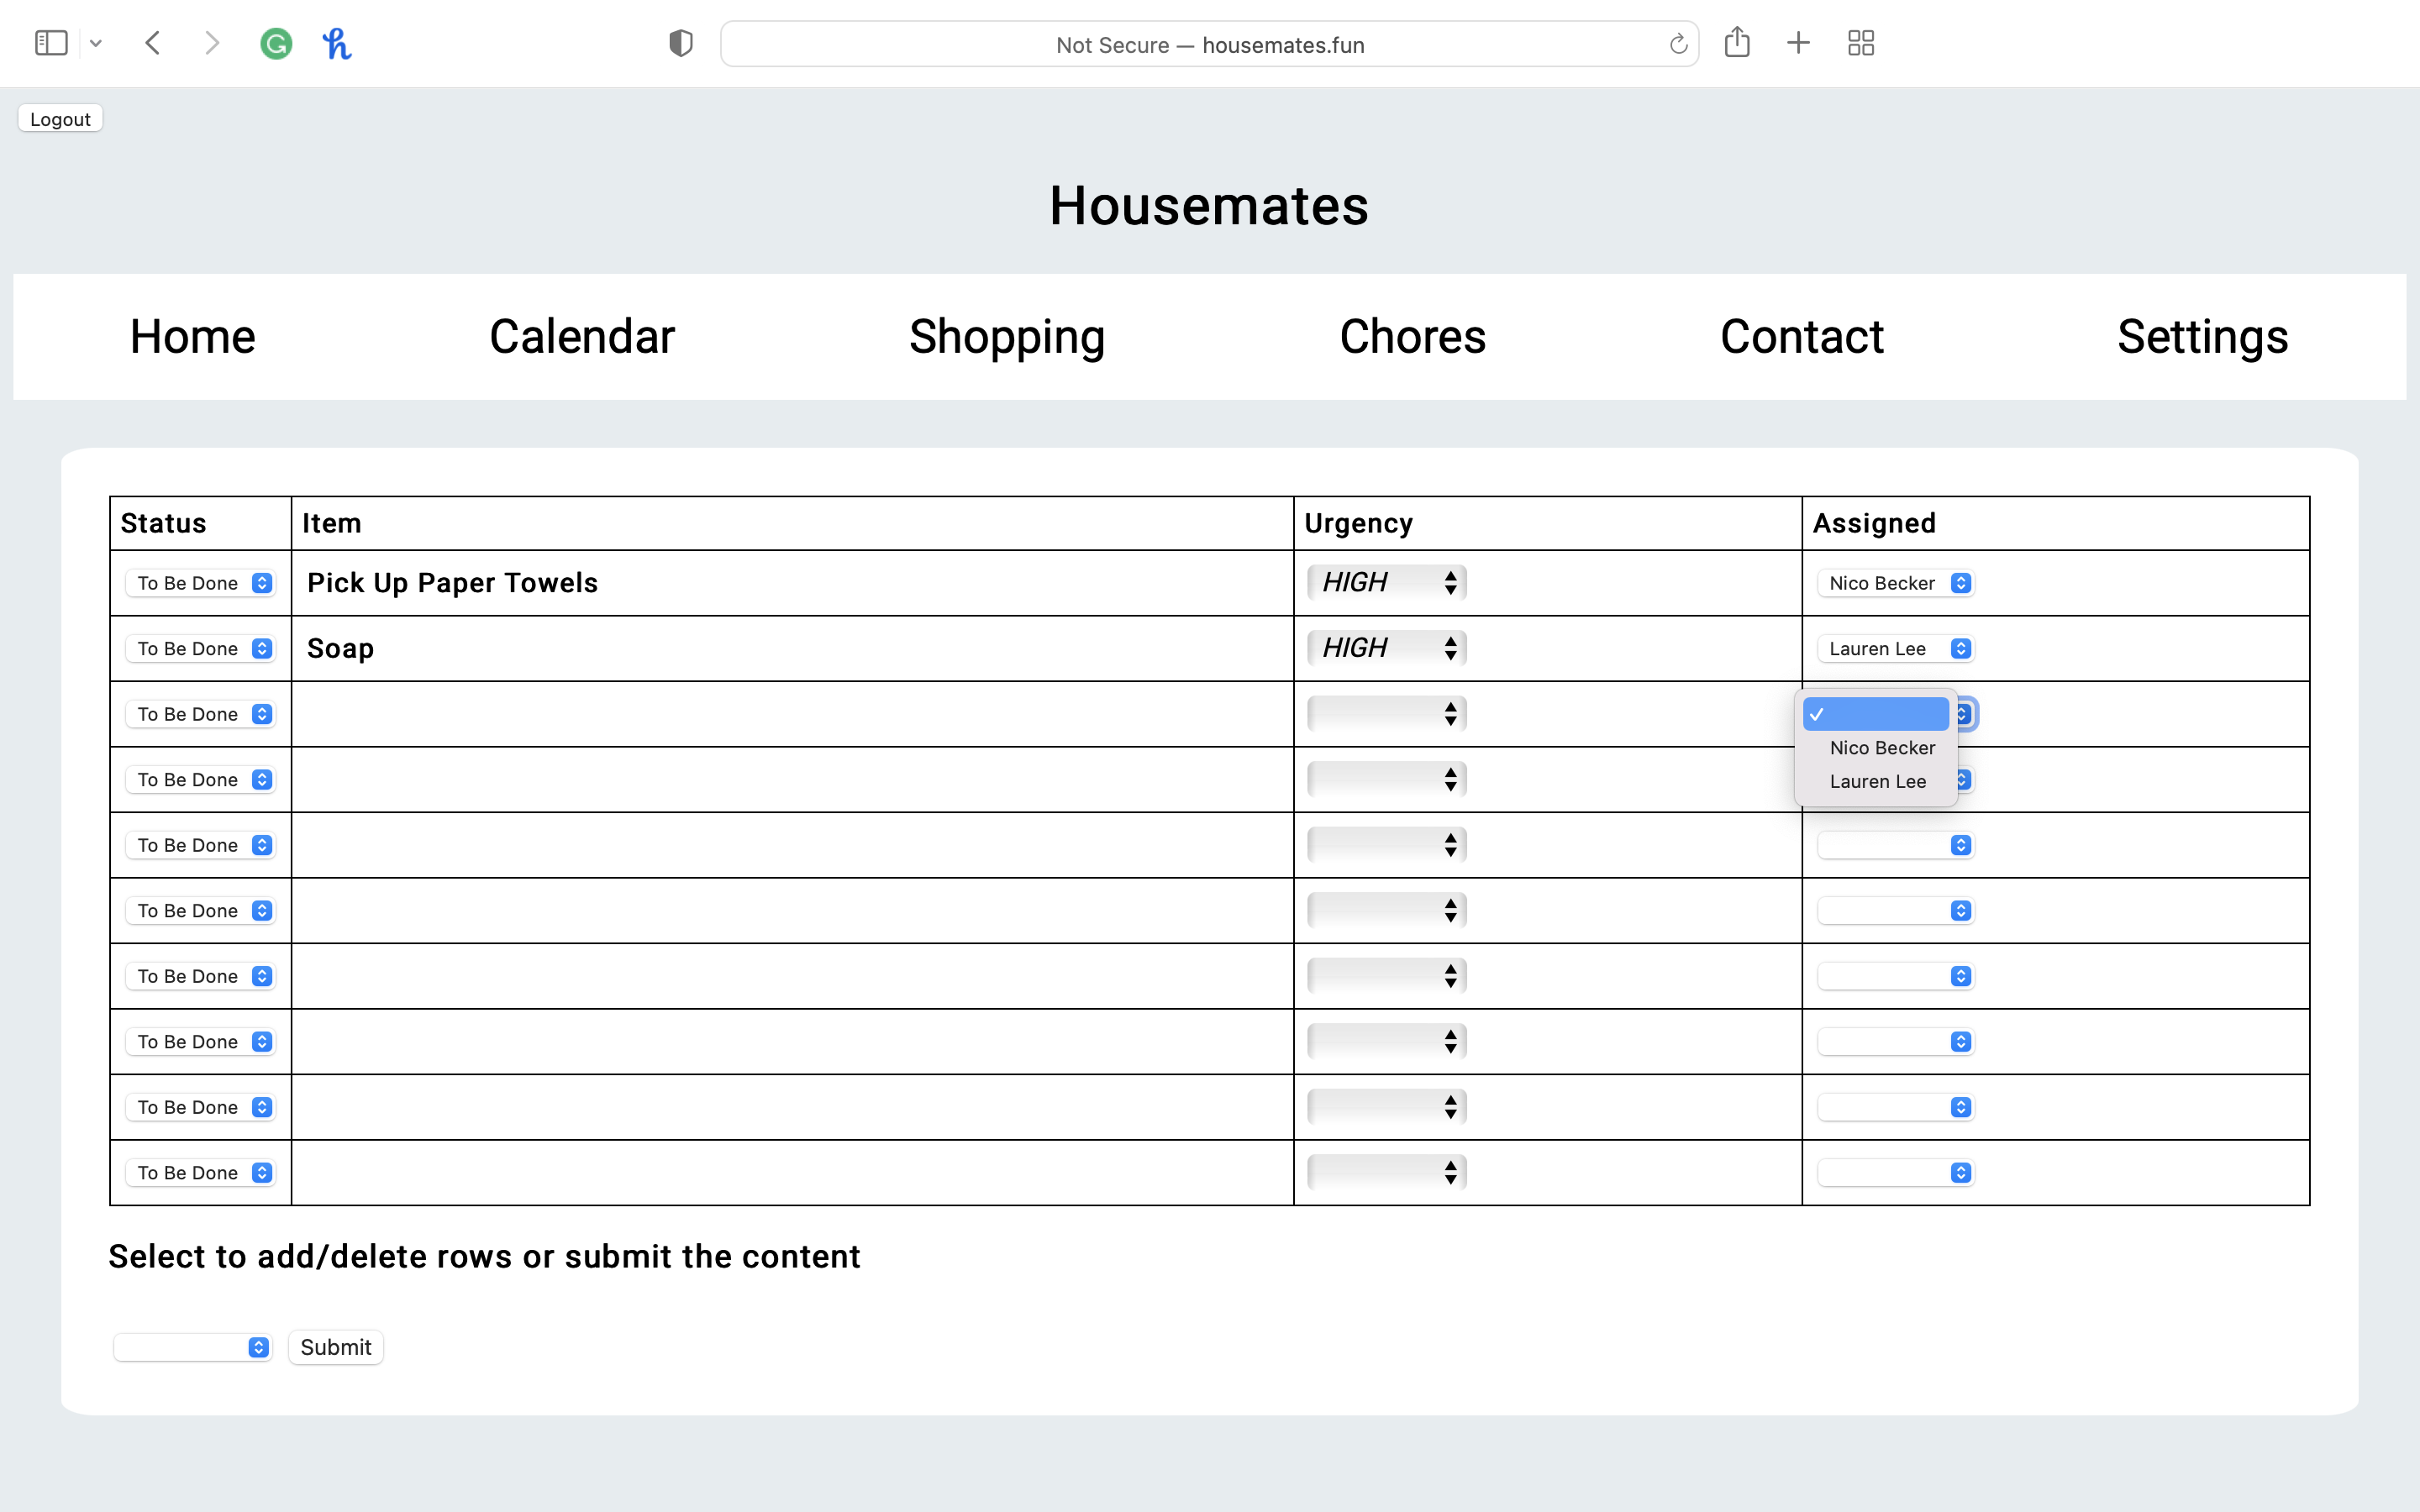 Not Secure — housemates.fun
Logout
Housemates
Home Calendar Shopping Chores Contact Settings
Status Item Urgency Assigned
To Be Done Pick Up Paper Towels HIGH Nico Becker
To Be Done Soap HIGH Lauren Lee
To Be Done
Nico Becker
To Be Done Lauren Lee
To Be Done
To Be Done
To Be Done
To Be Done
To Be Done
To Be Done
Select to add/delete rows or submit the content
Submit